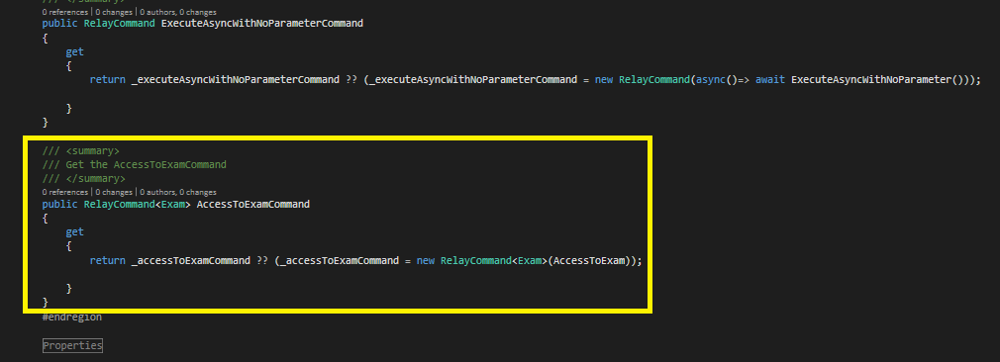 /// </summary>
0 references | 0 changes | 0 authors, 0 changes
public RelayCommand ExecuteAsyncWithNoParameterCommand
{
get
{
return _executeAsyncWithNoParameterCommand ?? (_executeAsyncWithNoParameterCommand = new RelayCommand(async()=> await ExecuteAsyncWithNoParameter()));
}
}
/// <summary>
/// Get the AccessToExamCommand
/// </summary>
0 references | 0 changes | 0 authors, 0 changes
public RelayCommand<Exam> AccessToExamCommand
{
get
{
return _accessToExamCommand ?? (_accessToExamCommand = new RelayCommand<Exam>(AccessToExam));
}
}
#endregion
Properties